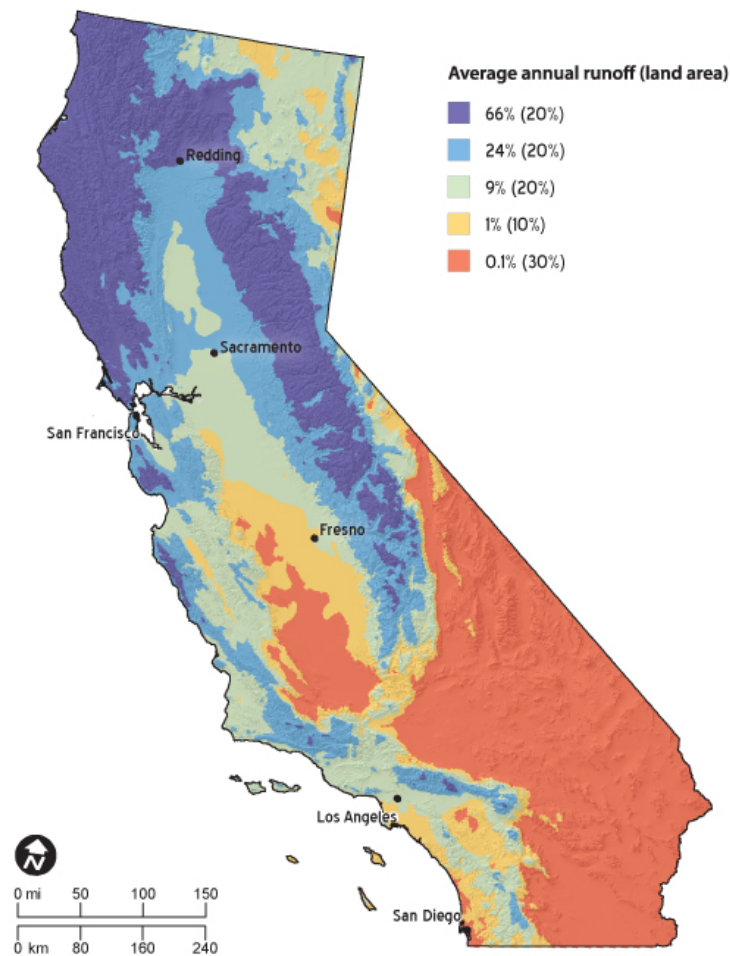 Average annual runoff (land area)
66% (20%)
24% (20%)
9% (20%)
1% (10%)
0.1% (30%)
Redding
Sacramento
San Francisco
Fresno
Los Angeles
San Diego
N
0 mi 50 100 150
0 km 80 160 240